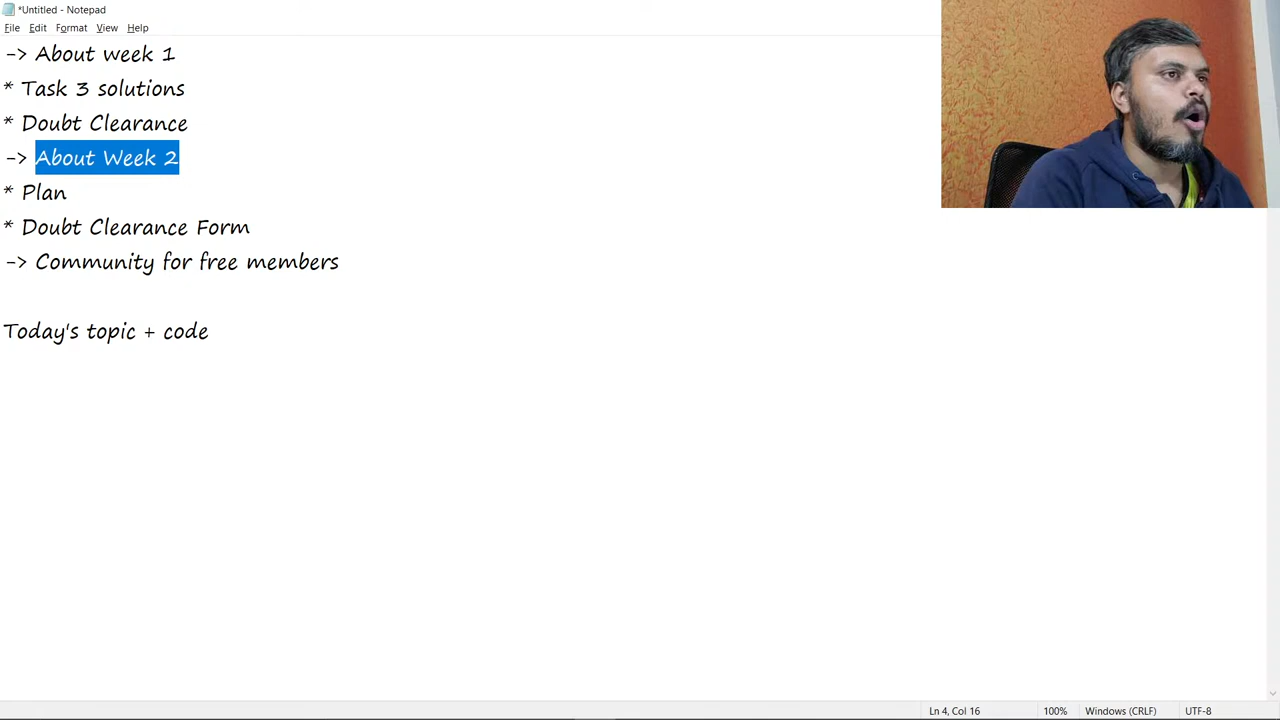 *Untitled - Notepad
File Edit Format View Help
-> About week 1
* Task 3 solutions
* Doubt Clearance
-> About Week 2
* Plan
* Doubt Clearance Form
-> Community for free members
Today's topic + code
Ln 4, Col 16 100% Windows (CRLF) UTF-8